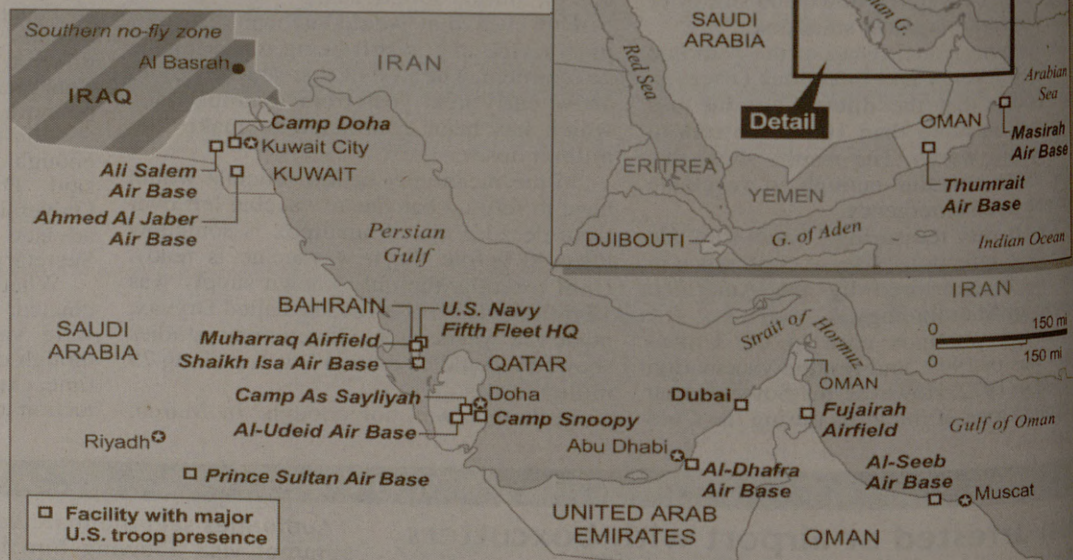 Southern no-fly zone
Al Basrah
IRAQ
IRAN
Camp Doha
Kuwait City
Ali Salem
Air Base
KUWAIT
Ahmed Al Jaber
Air Base
Persian
Gulf
SAUDI
ARABIA
Red Sea
Detail
ERITREA
YEMEN
DJIBOUTI
G. of Aden
OMAN
Arabian
Sea
Masirah
Air Base
Thumrait
Air Base
Indian Ocean
IRAN
BAHRAIN
U.S. Navy
Fifth Fleet HQ
Muharraq Airfield
Shaikh Isa Air Base
SAUDI
ARABIA
QATAR
Camp As Sayliyah
Doha
Camp Snoopy
Al-Udeid Air Base
Riyadh
Prince Sultan Air Base
Strait of Hormuz
0 150 mi
0 150 mi
OMAN
Dubai
Fujairah
Airfield
Gulf of Oman
Abu Dhabi
Al-Dhafra
Air Base
Al-Seeb
Air Base
Muscat
UNITED ARAB
EMIRATES
OMAN
Facility with major
U.S. troop presence